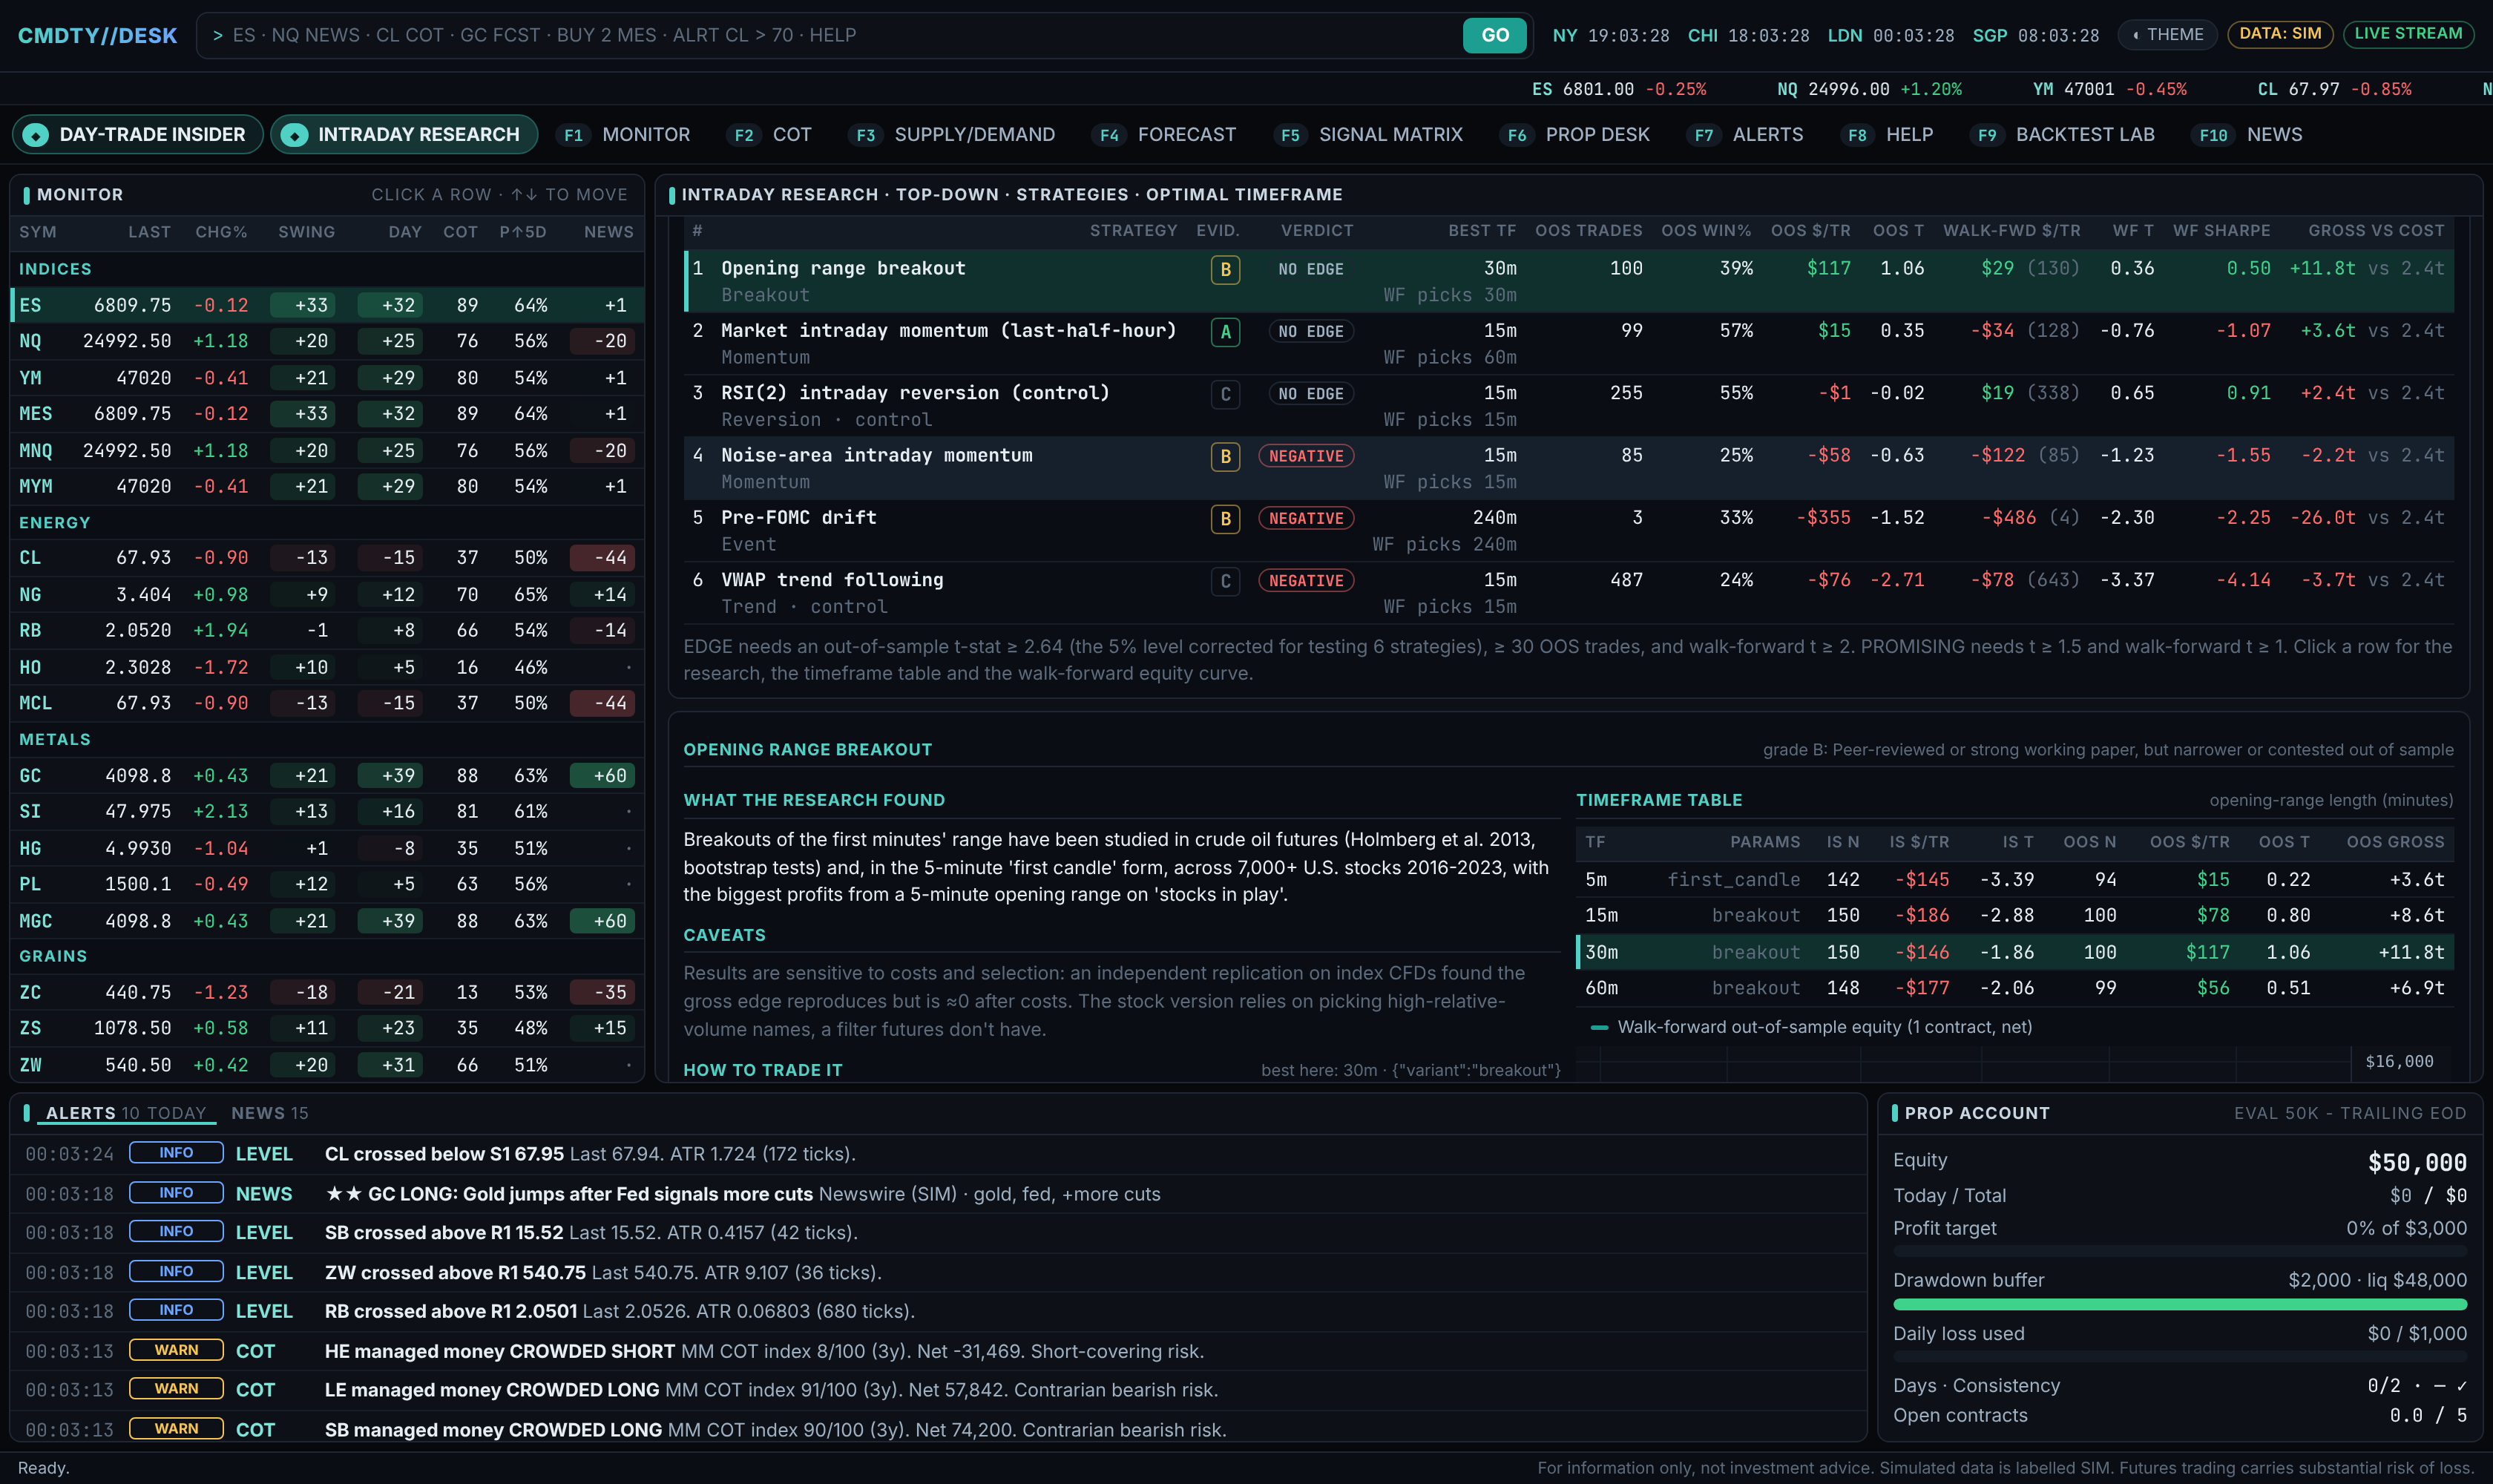 CMDTY//DESK
> ES · NQ NEWS · CL COT · GC FCST · BUY 2 MES · ALRT CL > 70 · HELP
GO
NY 19:03:28 CHI 18:03:28 LDN 00:03:28 SGP 08:03:28
THEME
DATA: SIM
LIVE STREAM
ES 6801.00 -0.25% NQ 24996.00 +1.20% YM 47001 -0.45% CL 67.97 -0.85% N
DAY-TRADE INSIDER
INTRADAY RESEARCH
F1 MONITOR
F2 COT
F3 SUPPLY/DEMAND
F4 FORECAST
F5 SIGNAL MATRIX
F6 PROP DESK
F7 ALERTS
F8 HELP
F9 BACKTEST LAB
F10 NEWS
MONITOR CLICK A ROW · ↑↓ TO MOVE
SYM LAST CHG% SWING DAY COT P↑5D NEWS
INDICES
ES 6809.75 -0.12 +33 +32 89 64% +1
NQ 24992.50 +1.18 +20 +25 76 56% -20
YM 47020 -0.41 +21 +29 80 54% +1
MES 6809.75 -0.12 +33 +32 89 64% +1
MNQ 24992.50 +1.18 +20 +25 76 56% -20
MYM 47020 -0.41 +21 +29 80 54% +1
ENERGY
CL 67.93 -0.90 -13 -15 37 50% -44
NG 3.404 +0.98 +9 +12 70 65% +14
RB 2.0520 +1.94 -1 +8 66 54% -14
HO 2.3028 -1.72 +10 +5 16 46% ·
MCL 67.93 -0.90 -13 -15 37 50% -44
METALS
GC 4098.8 +0.43 +21 +39 88 63% +60
SI 47.975 +2.13 +13 +16 81 61% ·
HG 4.9930 -1.04 +1 -8 35 51% ·
PL 1500.1 -0.49 +12 +5 63 56% ·
MGC 4098.8 +0.43 +21 +39 88 63% +60
GRAINS
ZC 440.75 -1.23 -18 -21 13 53% -35
ZS 1078.50 +0.58 +11 +23 35 48% +15
ZW 540.50 +0.42 +20 +31 66 51% ·
INTRADAY RESEARCH · TOP-DOWN · STRATEGIES · OPTIMAL TIMEFRAME
# STRATEGY EVID. VERDICT BEST TF OOS TRADES OOS WIN% OOS $/TR OOS T WALK-FWD $/TR WF T WF SHARPE GROSS VS COST
1 Opening range breakout B NO EDGE 30m 100 39% $117 1.06 $29 (130) 0.36 0.50 +11.8t vs 2.4t
Breakout WF picks 30m
2 Market intraday momentum (last-half-hour) A NO EDGE 15m 99 57% $15 0.35 -$34 (128) -0.76 -1.07 +3.6t vs 2.4t
Momentum WF picks 60m
3 RSI(2) intraday reversion (control) C NO EDGE 15m 255 55% -$1 -0.02 $19 (338) 0.65 0.91 +2.4t vs 2.4t
Reversion · control WF picks 15m
4 Noise-area intraday momentum B NEGATIVE 15m 85 25% -$58 -0.63 -$122 (85) -1.23 -1.55 -2.2t vs 2.4t
Momentum WF picks 15m
5 Pre-FOMC drift B NEGATIVE 240m 3 33% -$355 -1.52 -$486 (4) -2.30 -2.25 -26.0t vs 2.4t
Event WF picks 240m
6 VWAP trend following C NEGATIVE 15m 487 24% -$76 -2.71 -$78 (643) -3.37 -4.14 -3.7t vs 2.4t
Trend · control WF picks 15m
EDGE needs an out-of-sample t-stat ≥ 2.64 (the 5% level corrected for testing 6 strategies), ≥ 30 OOS trades, and walk-forward t ≥ 2. PROMISING needs t ≥ 1.5 and walk-forward t ≥ 1. Click a row for the
research, the timeframe table and the walk-forward equity curve.
OPENING RANGE BREAKOUT grade B: Peer-reviewed or strong working paper, but narrower or contested out of sample
WHAT THE RESEARCH FOUND
Breakouts of the first minutes' range have been studied in crude oil futures (Holmberg et al. 2013,
bootstrap tests) and, in the 5-minute 'first candle' form, across 7,000+ U.S. stocks 2016-2023, with
the biggest profits from a 5-minute opening range on 'stocks in play'.
CAVEATS
Results are sensitive to costs and selection: an independent replication on index CFDs found the
gross edge reproduces but is ≈0 after costs. The stock version relies on picking high-relative-
volume names, a filter futures don't have.
HOW TO TRADE IT best here: 30m · {"variant":"breakout"}
TIMEFRAME TABLE opening-range length (minutes)
TF PARAMS IS N IS $/TR IS T OOS N OOS $/TR OOS T OOS GROSS
5m first_candle 142 -$145 -3.39 94 $15 0.22 +3.6t
15m breakout 150 -$186 -2.88 100 $78 0.80 +8.6t
30m breakout 150 -$146 -1.86 100 $117 1.06 +11.8t
60m breakout 148 -$177 -2.06 99 $56 0.51 +6.9t
Walk-forward out-of-sample equity (1 contract, net)
$16,000
ALERTS 10 TODAY NEWS 15
00:03:24 INFO LEVEL CL crossed below S1 67.95 Last 67.94. ATR 1.724 (172 ticks).
00:03:18 INFO NEWS ★★ GC LONG: Gold jumps after Fed signals more cuts Newswire (SIM) · gold, fed, +more cuts
00:03:18 INFO LEVEL SB crossed above R1 15.52 Last 15.52. ATR 0.4157 (42 ticks).
00:03:18 INFO LEVEL ZW crossed above R1 540.75 Last 540.75. ATR 9.107 (36 ticks).
00:03:18 INFO LEVEL RB crossed above R1 2.0501 Last 2.0526. ATR 0.06803 (680 ticks).
00:03:13 WARN COT HE managed money CROWDED SHORT MM COT index 8/100 (3y). Net -31,469. Short-covering risk.
00:03:13 WARN COT LE managed money CROWDED LONG MM COT index 91/100 (3y). Net 57,842. Contrarian bearish risk.
00:03:13 WARN COT SB managed money CROWDED LONG MM COT index 90/100 (3y). Net 74,200. Contrarian bearish risk.
PROP ACCOUNT EVAL 50K - TRAILING EOD
Equity $50,000
Today / Total $0 / $0
Profit target 0% of $3,000
Drawdown buffer $2,000 · liq $48,000
Daily loss used $0 / $1,000
Days · Consistency 0/2 · — ✓
Open contracts 0.0 / 5
Ready.
For information only, not investment advice. Simulated data is labelled SIM. Futures trading carries substantial risk of loss.